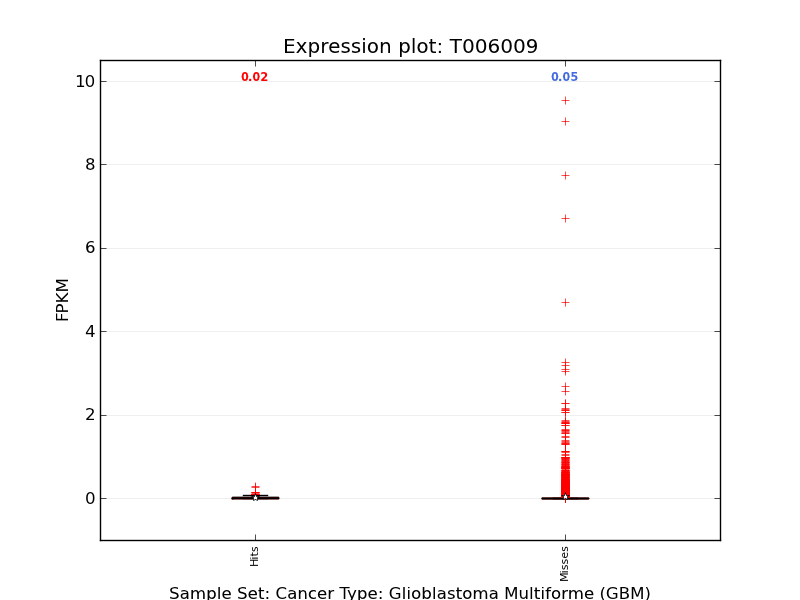 Expression plot: T006009
0.02 0.05
10
8
6
4
2
0
FPKM
Hits Misses
Sample Set: Cancer Type: Glioblastoma Multiforme (GBM)